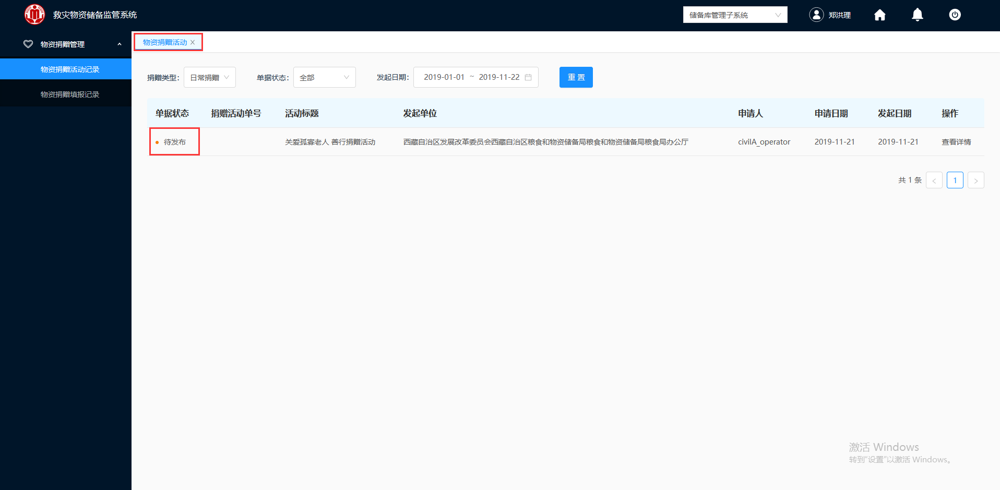 救灾物资储备监管系统
储备库管理子系统
郑洪理
物资捐赠管理
物资捐赠活动记录
物资捐赠填报记录
物资捐赠活动
捐赠类型： 日常捐赠 单据状态： 全部 发起日期： 2019-01-01 ~ 2019-11-22 重 置
单据状态 捐赠活动单号 活动标题 发起单位 申请人 申请日期 发起日期 操作
待发布 关爱孤寡老人 善行捐赠活动 西藏自治区发展改革委员会西藏自治区粮食和物资储备局粮食和物资储备局粮食局办公厅 civilA_operator 2019-11-21 2019-11-21 查看详情
共 1 条 < 1 >
激活 Windows
转到“设置”以激活 Windows。